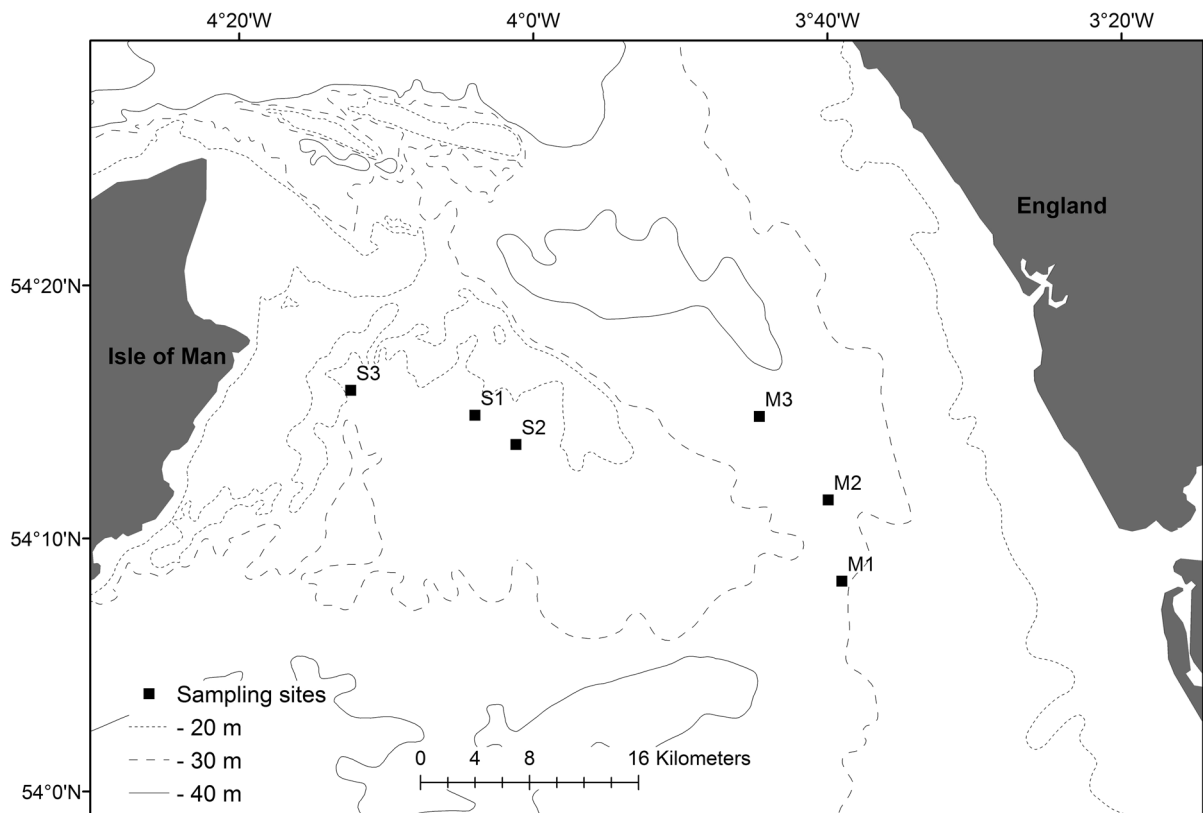 4°20'W 4°0'W 3°40'W 3°20'W
England
54°20'N
Isle of Man
S3
S1
M3
S2
M2
54°10'N
M1
Sampling sites
- 20 m
- 30 m
- 40 m
0 4 8 16 Kilometers
54°0'N